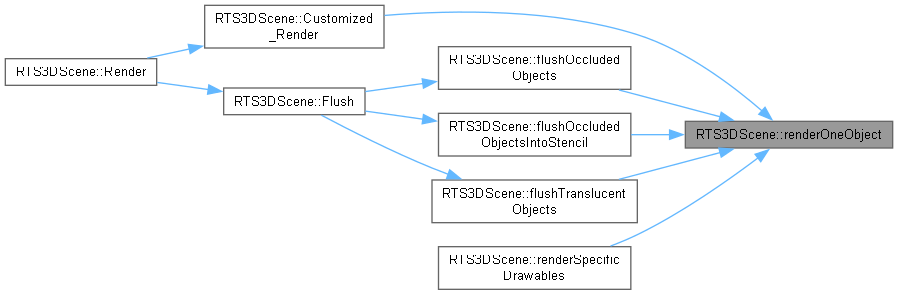 RTS3DScene::Customized
_Render
RTS3DScene::Render
RTS3DScene::flushOccluded
Objects
RTS3DScene::Flush
RTS3DScene::flushOccluded
ObjectsIntoStencil
RTS3DScene::renderOneObject
RTS3DScene::flushTranslucent
Objects
RTS3DScene::renderSpecific
Drawables